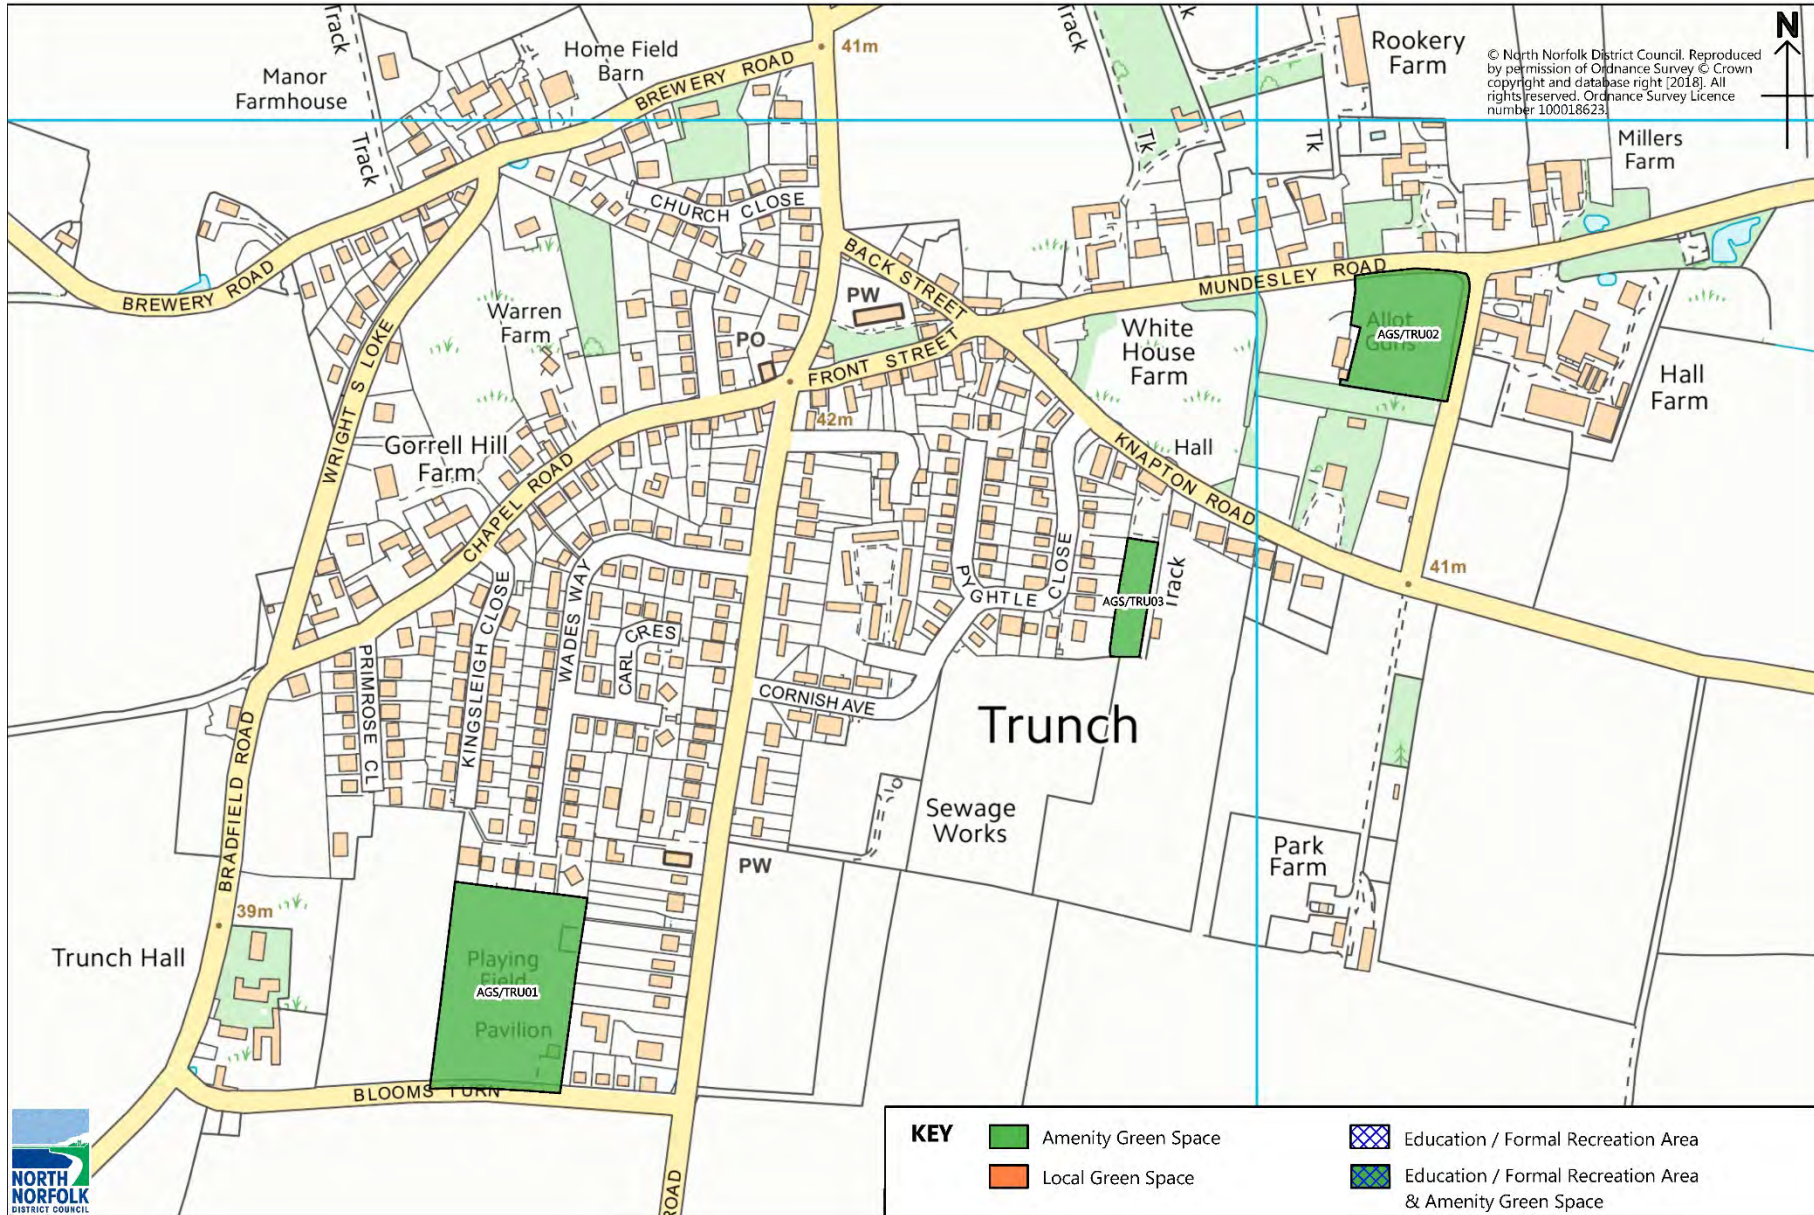 Track
Home Field
Barn
Manor
Farmhouse
BREWERY ROAD
41m
Track
Rookery
Farm
N
© North Norfolk District Council. Reproduced
by permission of Ordnance Survey © Crown
copyright and database right [2018]. All
rights reserved. Ordnance Survey Licence
number 100018623.
Track
Tk
Tk
Millers
Farm
CHURCH CLOSE
BREWERY ROAD
BACK STREET
MUNDESLEY ROAD
PW
Warren
Farm
PO
FRONT STREET
White
House
Farm
Allot
Gdns
AGS/TRU02
Hall
Farm
WRIGHT S LOKE
42m
Gorrell Hill
Farm
CHAPEL ROAD
Hall
KNAPTON ROAD
41m
PYGHTLE CLOSE
AGS/TRU03
Track
KINGSLEIGH CLOSE
WADES WAY
CARL CRES
PRIMROSE CL
CORNISH AVE
Trunch
BRADFIELD ROAD
Sewage
Works
PW
Park
Farm
39m
Trunch Hall
Playing
Field
AGS/TRU01
Pavilion
BLOOMS TURN
ROAD
NORTH
NORFOLK
DISTRICT COUNCIL
KEY
Amenity Green Space
Local Green Space
Education / Formal Recreation Area
Education / Formal Recreation Area
& Amenity Green Space